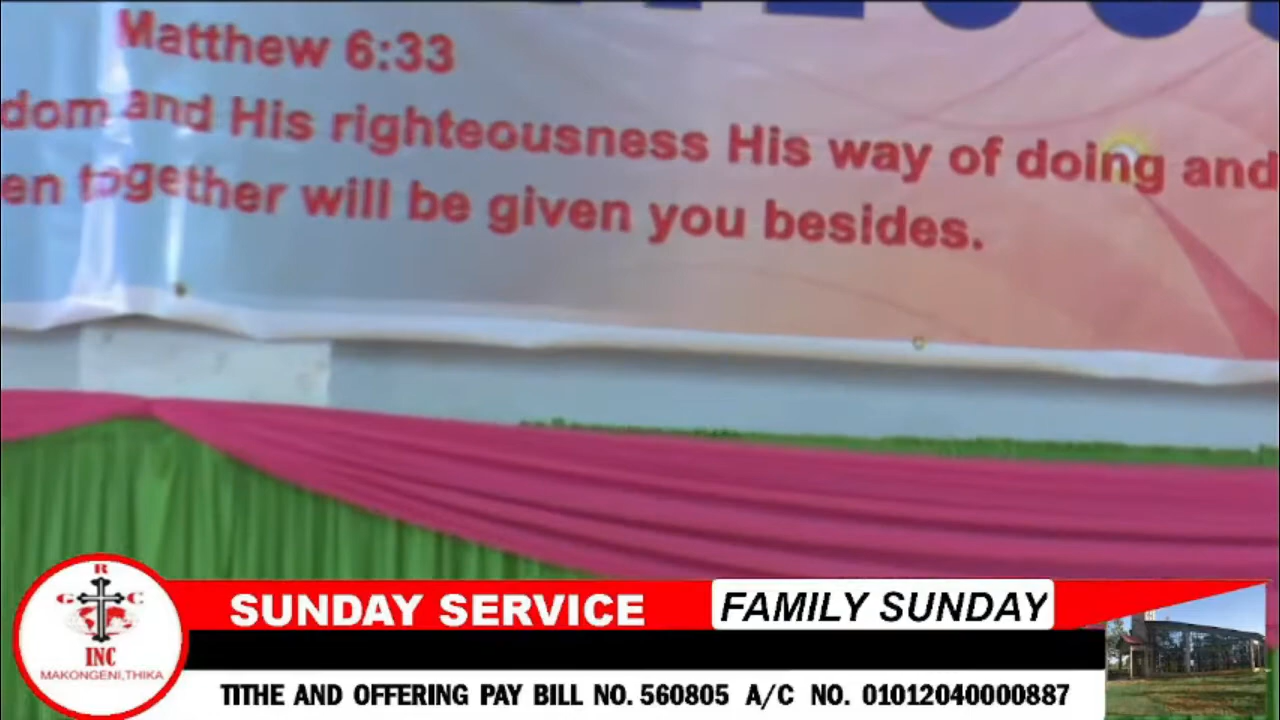 Matthew 6:33
dom and His righteousness His way of doing and
en together will be given you besides.
R
G C
INC
MAKONGENI,THIKA
SUNDAY SERVICE
FAMILY SUNDAY
TITHE AND OFFERING PAY BILL NO. 560805 A/C NO. 01012040000887